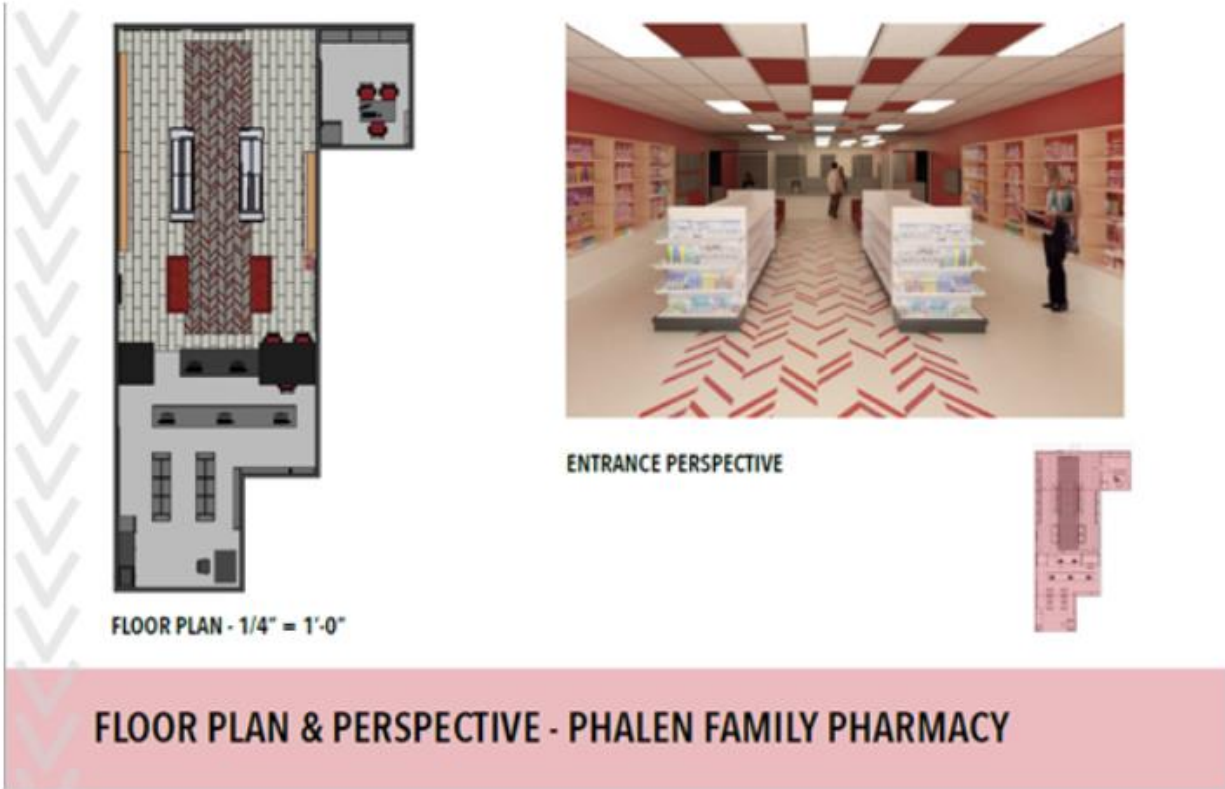 FLOOR PLAN - 1/4" = 1'-0"
ENTRANCE PERSPECTIVE
FLOOR PLAN & PERSPECTIVE - PHALEN FAMILY PHARMACY